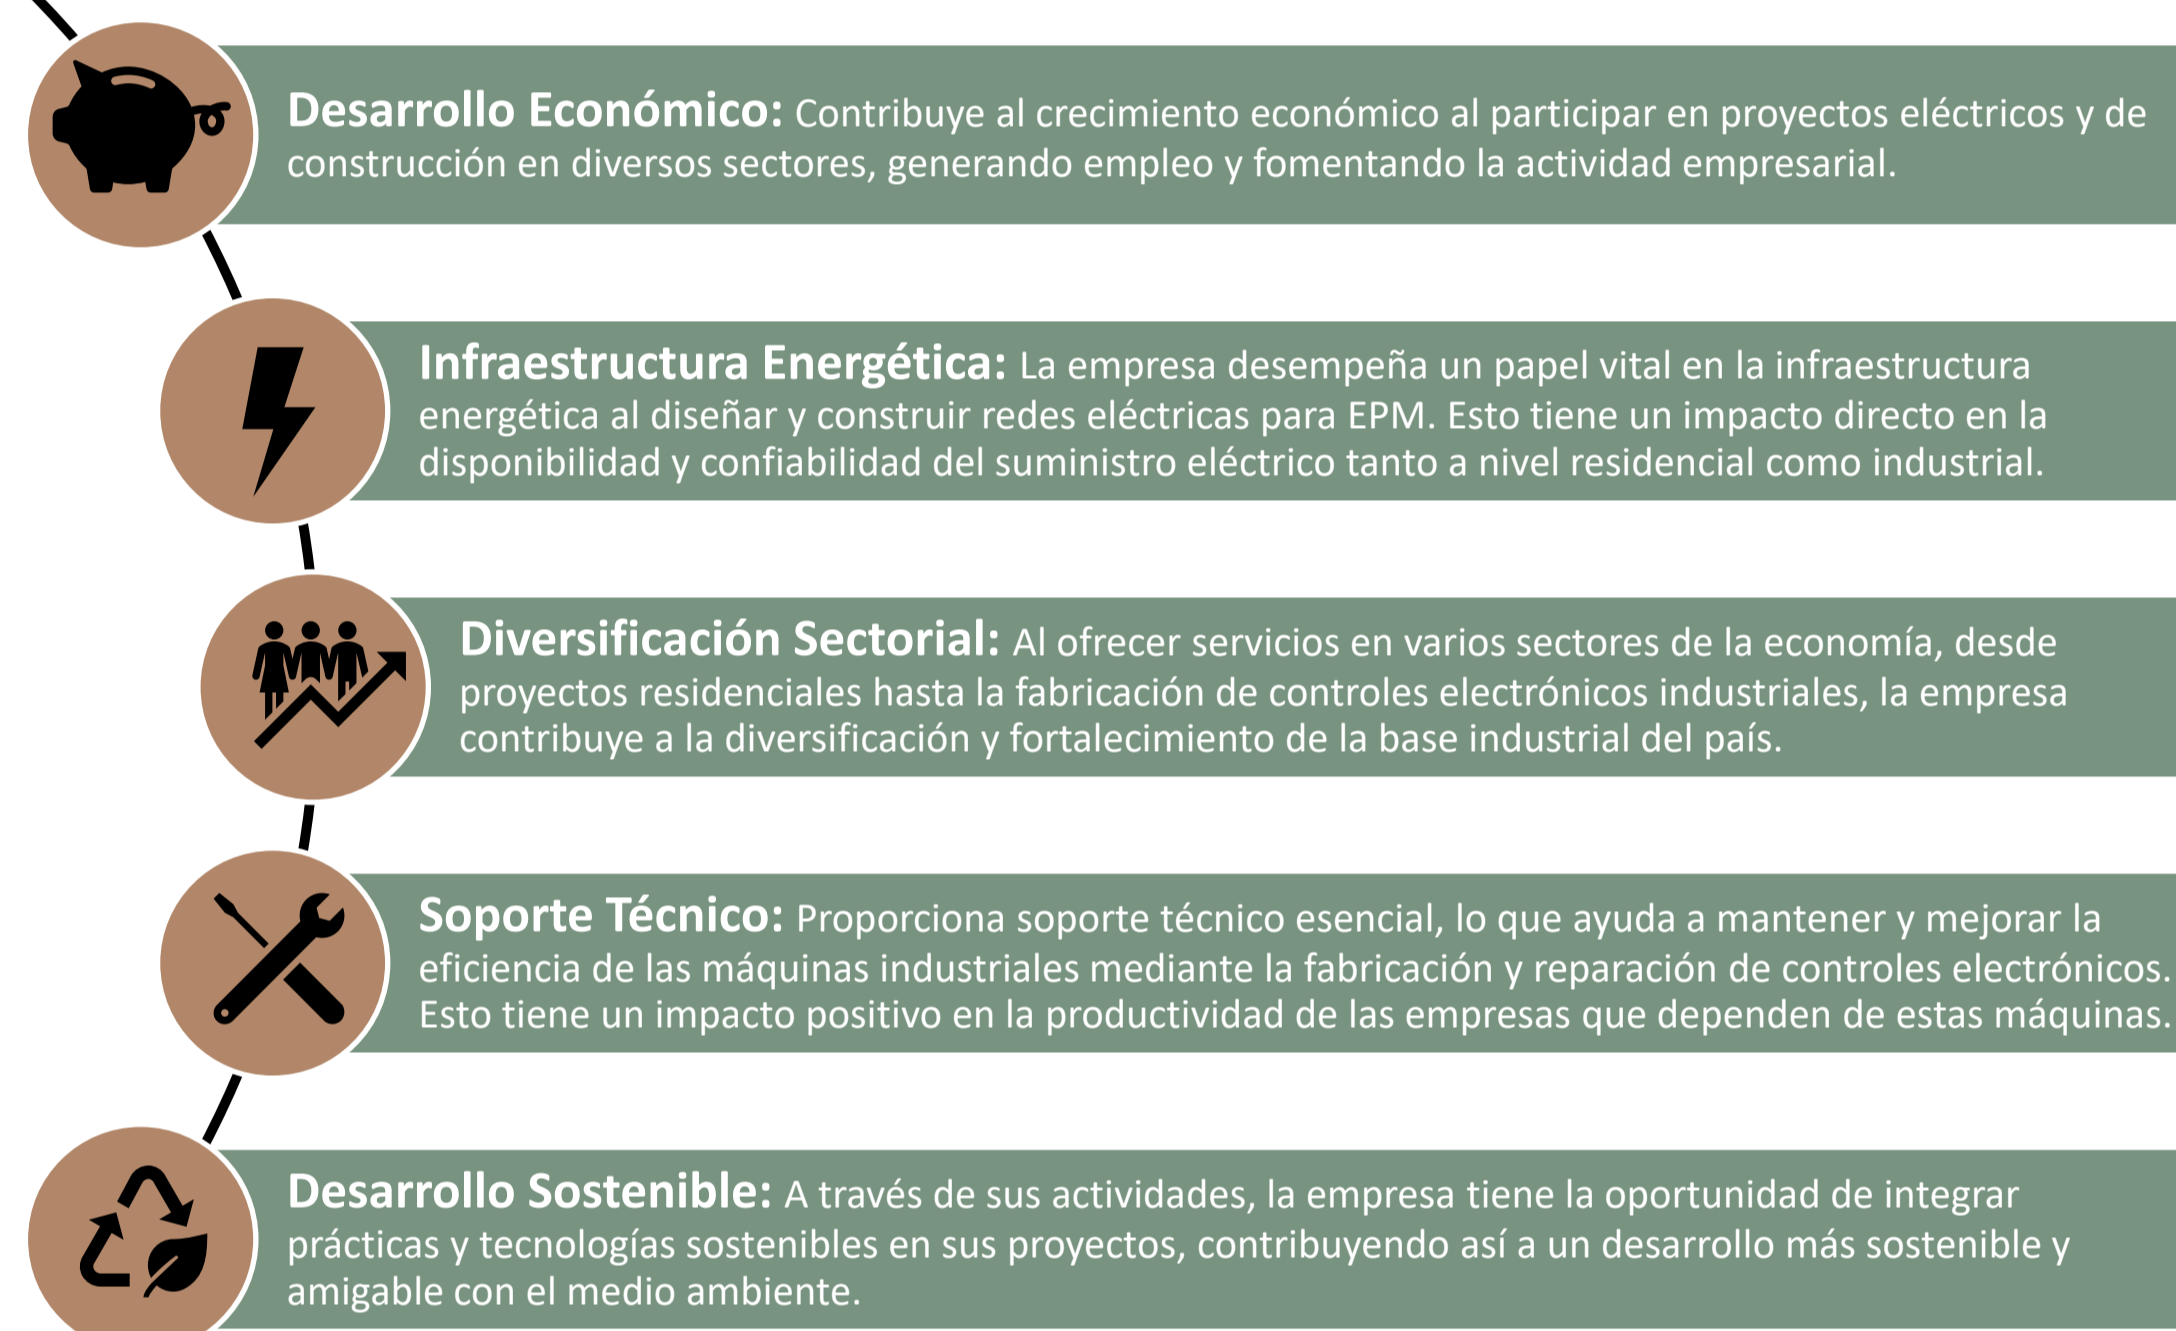 Desarrollo Económico: Contribuye al crecimiento económico al participar en proyectos eléctricos y de
construcción en diversos sectores, generando empleo y fomentando la actividad empresarial.
Infraestructura Energética: La empresa desempeña un papel vital en la infraestructura
energética al diseñar y construir redes eléctricas para EPM. Esto tiene un impacto directo en la
disponibilidad y confiabilidad del suministro eléctrico tanto a nivel residencial como industrial.
Diversificación Sectorial: Al ofrecer servicios en varios sectores de la economía, desde
proyectos residenciales hasta la fabricación de controles electrónicos industriales, la empresa
contribuye a la diversificación y fortalecimiento de la base industrial del país.
Soporte Técnico: Proporciona soporte técnico esencial, lo que ayuda a mantener y mejorar la
eficiencia de las máquinas industriales mediante la fabricación y reparación de controles electrónicos.
Esto tiene un impacto positivo en la productividad de las empresas que dependen de estas máquinas.
Desarrollo Sostenible: A través de sus actividades, la empresa tiene la oportunidad de integrar
prácticas y tecnologías sostenibles en sus proyectos, contribuyendo así a un desarrollo más sostenible y
amigable con el medio ambiente.